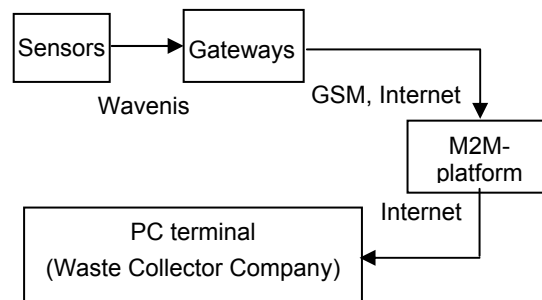 Sensors
Gateways
Wavenis
GSM, Internet
M2M-
platform
Internet
PC terminal
(Waste Collector Company)